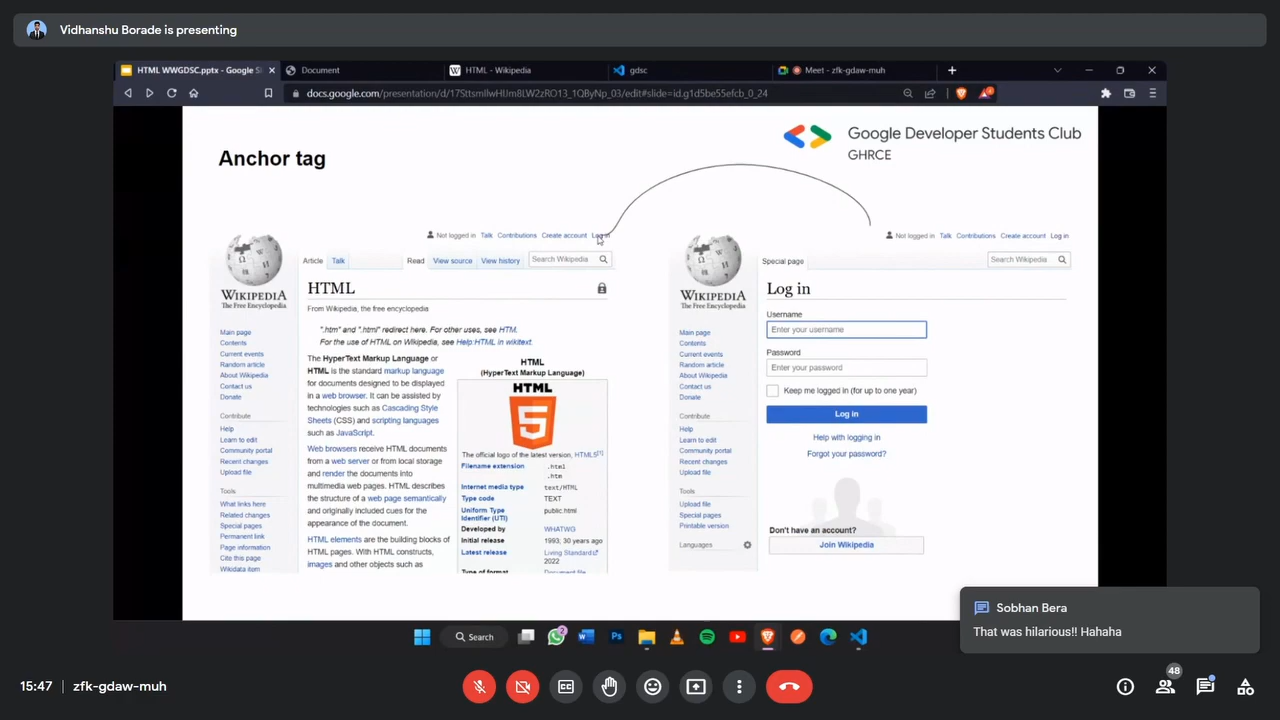 Vidhanshu Borade is presenting
HTML WWGDSC.pptx - Google Sl
Document
HTML - Wikipedia
gdsc
Meet - zfk-gdaw-muh
Anchor tag
Google Developer Students Club
GHRCE
Not logged in Talk Contributions Create account Log in
Article Talk Read View source View history Search Wikipedia
WIKIPEDIA
The Free Encyclopedia
HTML
From Wikipedia, the free encyclopedia
".htm" and ".html" redirect here. For other uses, see HTM.
For the use of HTML on Wikipedia, see Help:HTML in wikitext.
Main page
Contents
Current events
Random article
About Wikipedia
Contact us
Donate
Contribute
Help
Learn to edit
Community portal
Recent changes
Upload file
Tools
What links here
Related changes
Special pages
Permanent link
Page information
Cite this page
Wikidata item
The HyperText Markup Language or
HTML is the standard markup language
for documents designed to be displayed
in a web browser. It can be assisted by
technologies such as Cascading Style
Sheets (CSS) and scripting languages
such as JavaScript.
Web browsers receive HTML documents
from a web server or from local storage
and render the documents into
multimedia web pages. HTML describes
the structure of a web page semantically
and originally included cues for the
appearance of the document.
HTML elements are the building blocks of
HTML pages. With HTML constructs,
images and other objects such as
HTML
(HyperText Markup Language)
HTML
5
The official logo of the latest version, HTML5[1]
Filename extension .html
.htm
Internet media type text/HTML
Type code TEXT
Uniform Type public.html
Identifier (UTI)
Developed by WHATWG
Initial release 1993; 30 years ago
Latest release Living Standard
2022
Type of format Document file
Not logged in Talk Contributions Create account Log in
Special page Search Wikipedia
WIKIPEDIA
The Free Encyclopedia
Log in
Main page
Contents
Current events
Random article
About Wikipedia
Contact us
Donate
Contribute
Help
Learn to edit
Community portal
Recent changes
Upload file
Tools
Upload file
Special pages
Printable version
Languages
Username
Enter your username
Password
Enter your password
Keep me logged in (for up to one year)
Log in
Help with logging in
Forgot your password?
Don't have an account?
Join Wikipedia
Sobhan Bera
That was hilarious!! Hahaha
Search
2
15:47 | zfk-gdaw-muh
48